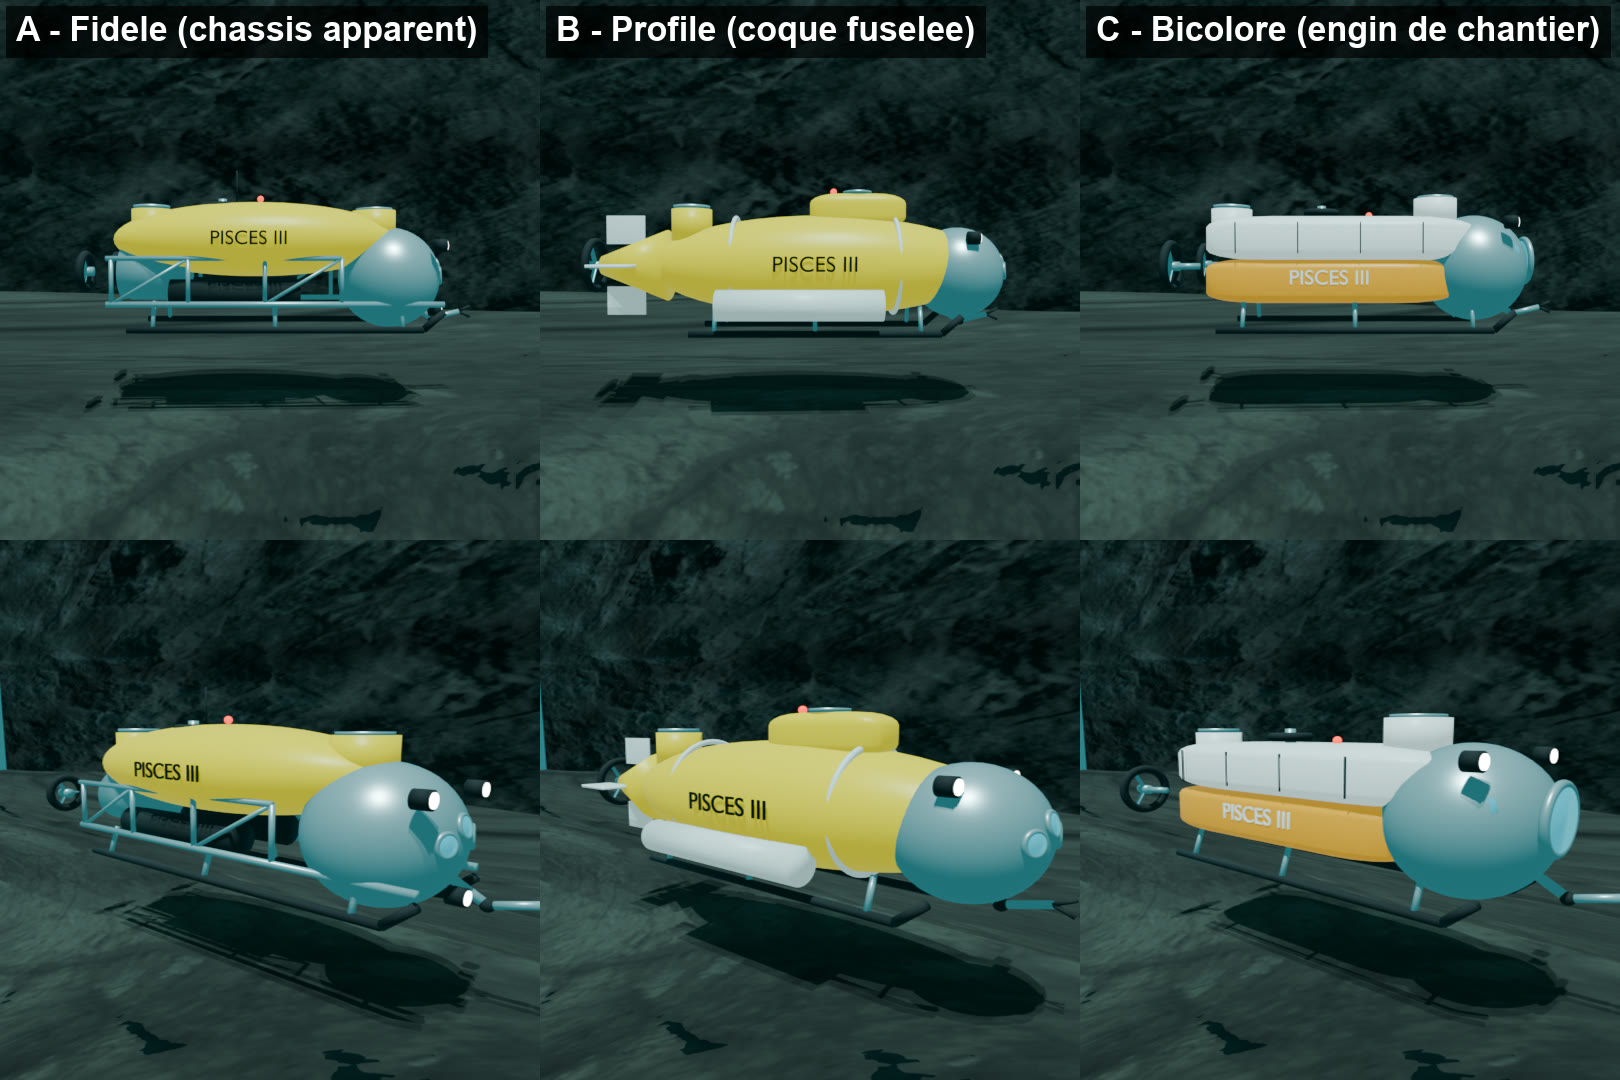 A - Fidele (chassis apparent)
B - Profile (coque fuselee)
C - Bicolore (engin de chantier)
PISCES III
PISCES III
PISCES III
PISCES III
PISCES III
PISCES III